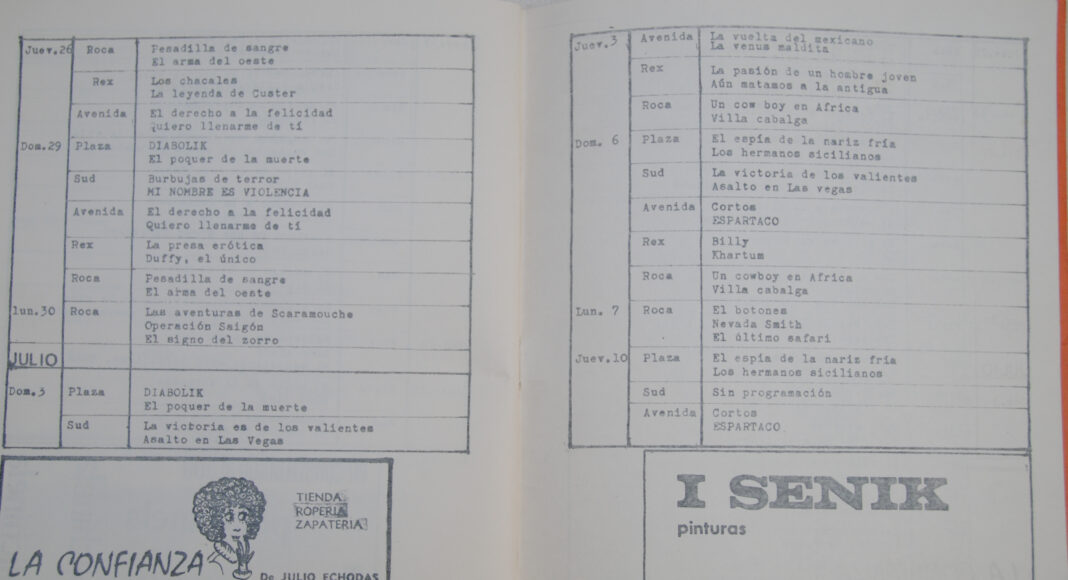 Juev.26 Roca Pesadilla de sangre
El arma del oeste
Rex Los chacales
La leyenda de Custer
Avenida El derecho a la felicidad
Quiero llenarme de tí
Dom.29 Plaza DIABOLIK
El poquer de la muerte
Sud Burbujas de terror
MI NOMBRE ES VIOLENCIA
Avenida El derecho a la felicidad
Quiero llenarme de tí
Rex La presa erótica
Duffy, el único
Roca Pesadilla de sangre
El arma del oeste
lun.30 Roca Las aventuras de Scaramouche
Operación Saigón
El signo del zorro
JULIO
Dom.3 Plaza DIABOLIK
El poquer de la muerte
Sud La victoria es de los valientes
Asalto en Las Vegas
TIENDA
ROPERIA
ZAPATERIA
LA CONFIANZA
De JULIO ECHODAS
Juev.3 Avenida La vuelta del mexicano
La venus maldita
Rex La pasión de un hombre joven
Aún matamos a la antigua
Roca Un cow boy en Africa
Villa cabalga
Dom. 6 Plaza El espía de la nariz fría
Los hermanos sicilianos
Sud La victoria de los valientes
Asalto en Las vegas
Avenida Cortos
ESPARTACO
Rex Billy
Khartum
Roca Un cowboy en Africa
Villa cabalga
Lun. 7 Roca El botones
Nevada Smith
El último safari
Juev.10 Plaza El espía de la nariz fría
Los hermanos sicilianos
Sud Sin programación
Avenida Cortos
ESPARTACO
I SENIK
pinturas